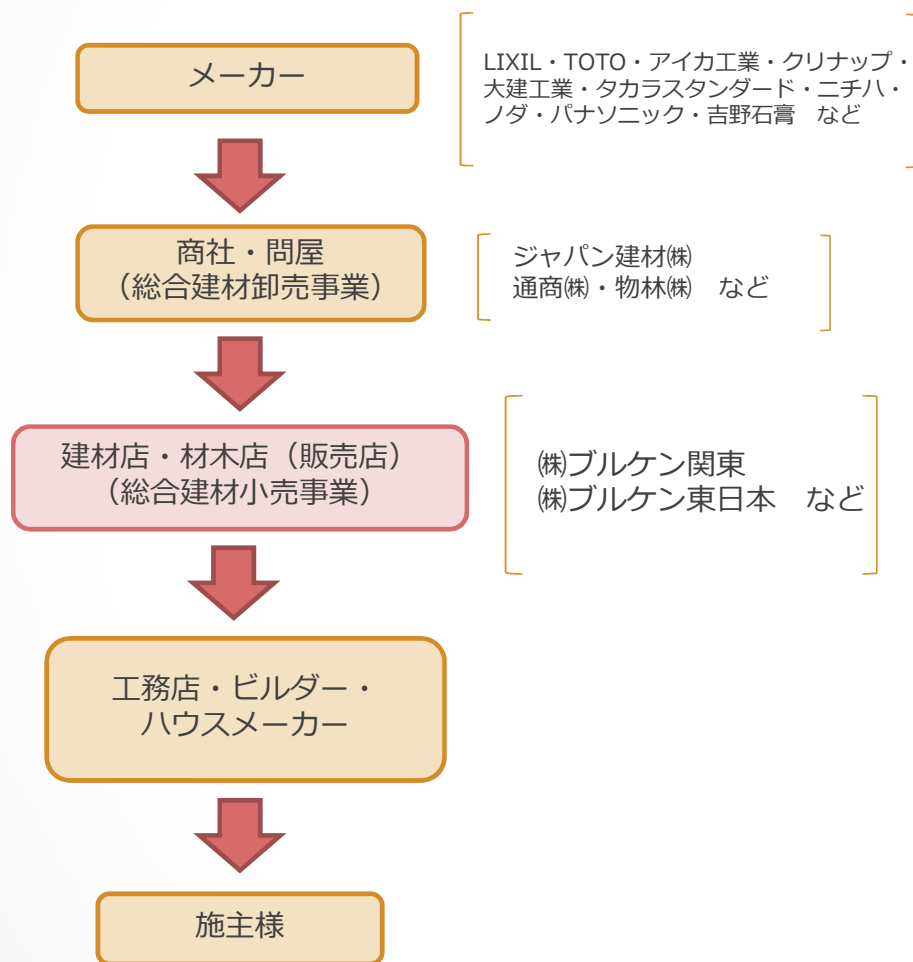 メーカー
LIXIL・TOTO・アイカ工業・クリナップ・
大建工業・タカラスタンダード・ニチハ・
ノダ・パナソニック・吉野石膏　など
商社・問屋
（総合建材卸売事業）
ジャパン建材㈱
通商㈱・物林㈱　など
建材店・材木店（販売店）
（総合建材小売事業）
㈱ブルケン関東
㈱ブルケン東日本　など
工務店・ビルダー・
ハウスメーカー
施主様